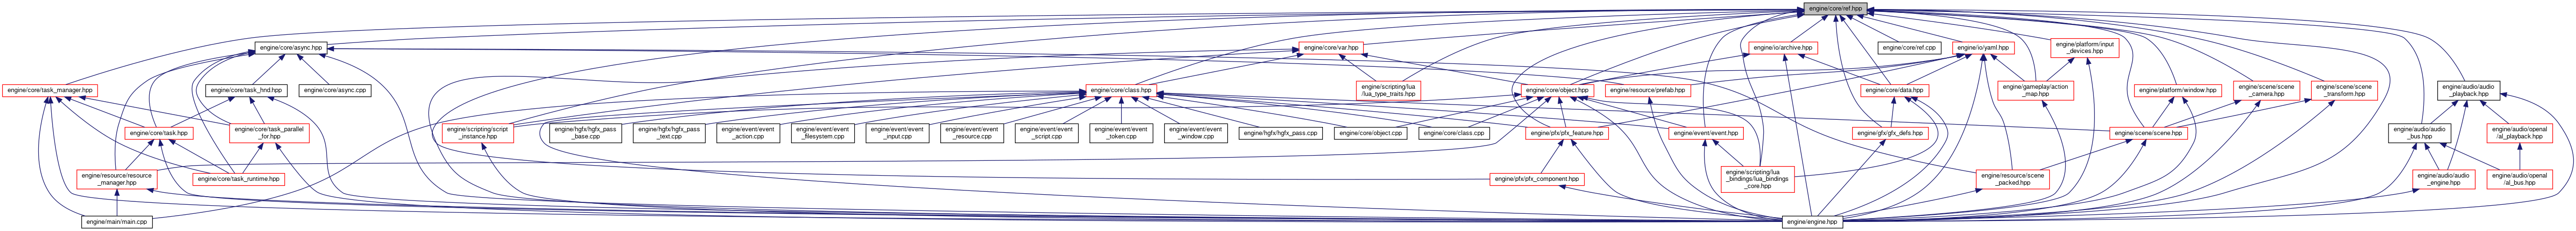 engine/core/ref.hpp
engine/core/async.hpp
engine/core/var.hpp
engine/io/archive.hpp
engine/core/ref.cpp
engine/io/yaml.hpp
engine/platform/input
_devices.hpp
engine/core/task_manager.hpp
engine/core/task_hnd.hpp
engine/core/async.cpp
engine/core/class.hpp
engine/scripting/lua
/lua_type_traits.hpp
engine/core/object.hpp
engine/resource/prefab.hpp
engine/core/data.hpp
engine/gameplay/action
_map.hpp
engine/platform/window.hpp
engine/scene/scene
_camera.hpp
engine/scene/scene
_transform.hpp
engine/audio/audio
_playback.hpp
engine/core/task.hpp
engine/core/task_parallel
_for.hpp
engine/scripting/script
_instance.hpp
engine/hgfx/hgfx_pass
_base.cpp
engine/hgfx/hgfx_pass
_text.cpp
engine/event/event
_action.cpp
engine/event/event
_filesystem.cpp
engine/event/event
_input.cpp
engine/event/event
_resource.cpp
engine/event/event
_script.cpp
engine/event/event
_token.cpp
engine/event/event
_window.cpp
engine/hgfx/hgfx_pass.cpp
engine/core/object.cpp
engine/core/class.cpp
engine/pfx/pfx_feature.hpp
engine/event/event.hpp
engine/gfx/gfx_defs.hpp
engine/scene/scene.hpp
engine/audio/audio
_bus.hpp
engine/audio/openal
/al_playback.hpp
engine/resource/resource
_manager.hpp
engine/core/task_runtime.hpp
engine/pfx/pfx_component.hpp
engine/scripting/lua
_bindings/lua_bindings
_core.hpp
engine/resource/scene
_packed.hpp
engine/audio/audio
_engine.hpp
engine/audio/openal
/al_bus.hpp
engine/main/main.cpp
engine/engine.hpp